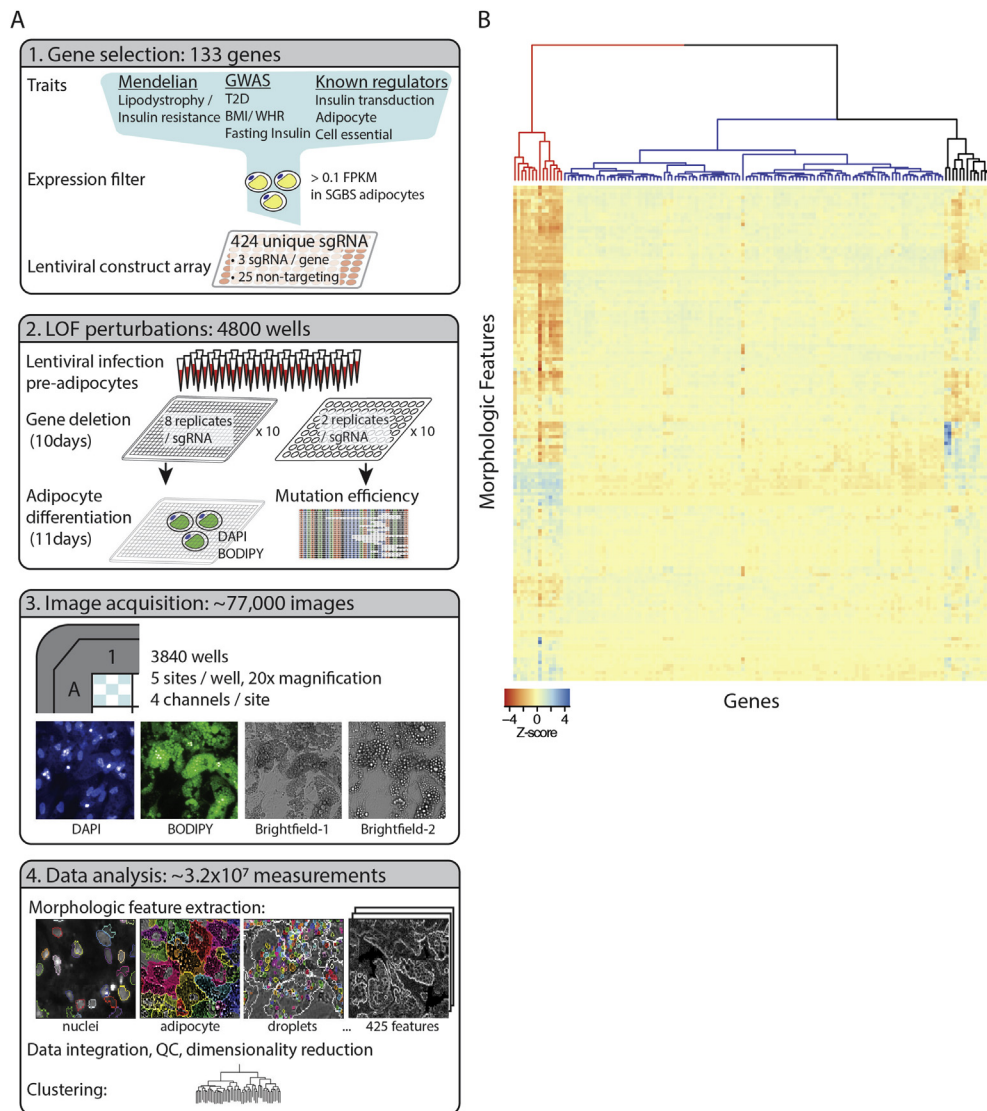 A
1. Gene selection: 133 genes
Traits
Mendelian
Lipodystrophy /
Insulin resistance
GWAS
T2D
BMI/ WHR
Fasting Insulin
Known regulators
Insulin transduction
Adipocyte
Cell essential
Expression filter
> 0.1 FPKM
in SGBS adipocytes
Lentiviral construct array
424 unique sgRNA
• 3 sgRNA / gene
• 25 non-targeting
2. LOF perturbations: 4800 wells
Lentiviral infection
pre-adipocytes
Gene deletion
(10days)
8 replicates
/ sgRNA
x 10
2 replicates
/ sgRNA
x 10
Adipocyte
differentiation
(11days)
DAPI
BODIPY
Mutation efficiency
3. Image acquisition: ~77,000 images
1
A
3840 wells
5 sites / well, 20x magnification
4 channels / site
DAPI
BODIPY
Brightfield-1
Brightfield-2
4. Data analysis: ~3.2x10⁷ measurements
Morphologic feature extraction:
nuclei
adipocyte
droplets
...
425 features
Data integration, QC, dimensionality reduction
Clustering:
B
Morphologic Features
Genes
−4 0 4
Z-score